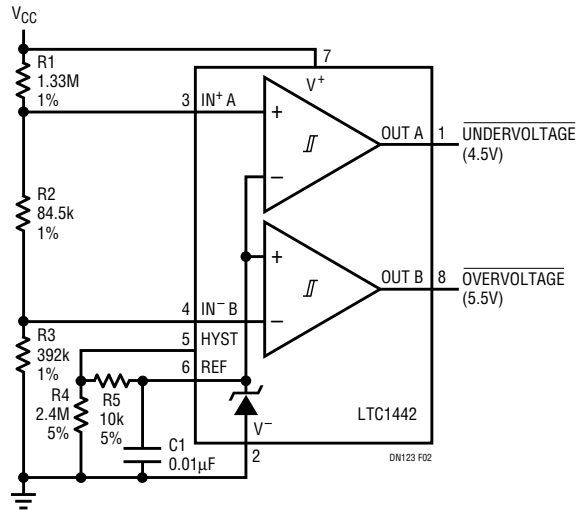 VCC
R1
1.33M
1%
7
V+
3 IN+ A
+
OUT A 1 UNDERVOLTAGE
(4.5V)
−
R2
84.5k
1%
+
OUT B 8 OVERVOLTAGE
(5.5V)
4 IN− B
−
5 HYST
R3
392k
1%
6 REF
R4
2.4M
5%
R5
10k
5%
C1
0.01µF
V−
2
LTC1442
DN123 F02